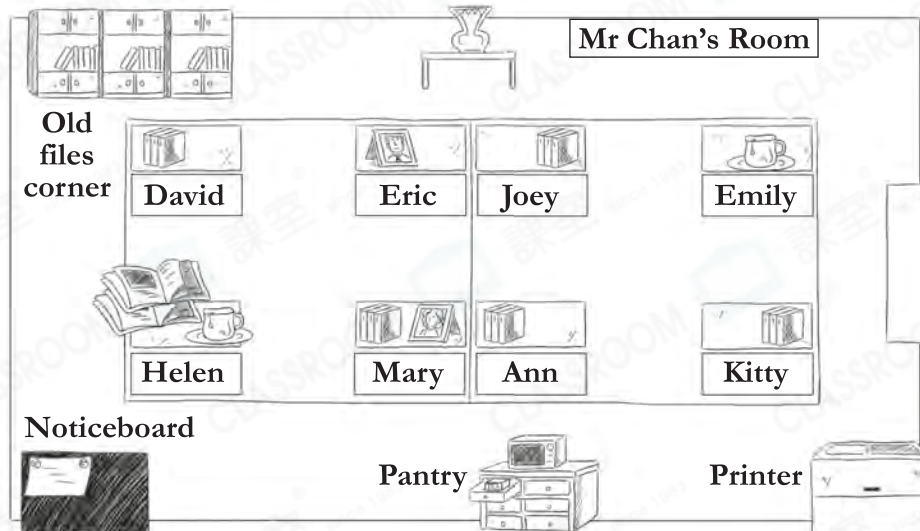 Mr Chan's Room
Old
files
corner
David
Eric
Joey
Emily
Helen
Mary
Ann
Kitty
Noticeboard
Pantry
Printer